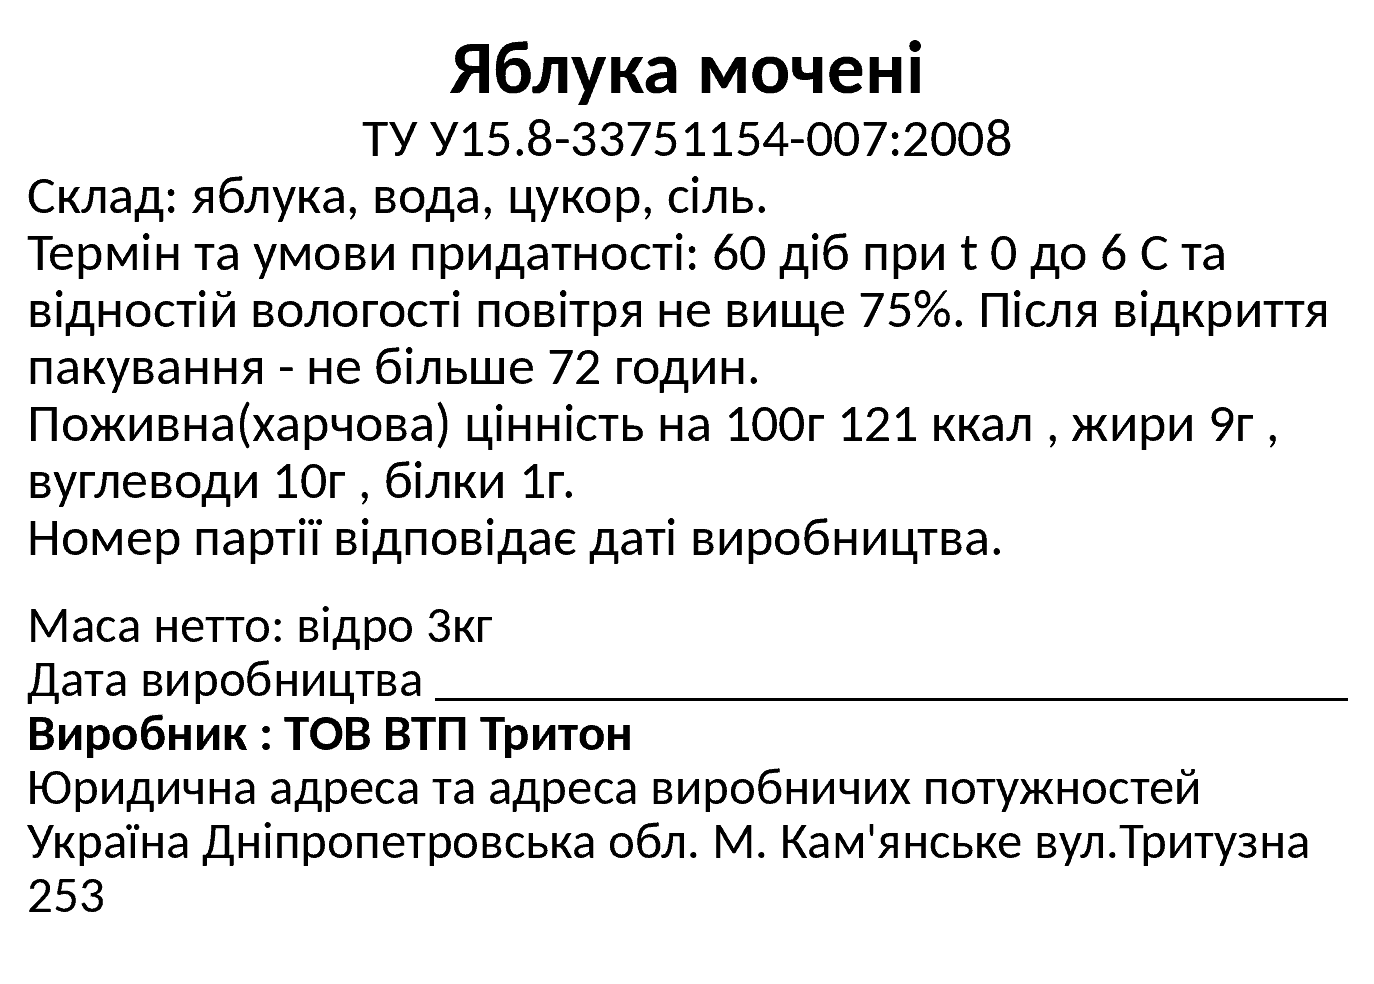 Яблука мочені
ТУ У15.8-33751154-007:2008
Склад: яблука, вода, цукор, сіль.
Термін та умови придатності: 60 діб при t 0 до 6 С та
відностій вологості повітря не вище 75%. Після відкриття
пакування - не більше 72 годин.
Поживна(харчова) цінність на 100г 121 ккал , жири 9г ,
вуглеводи 10г , білки 1г.
Номер партії відповідає даті виробництва.
Маса нетто: відро 3кг
Дата виробництва ______________________________
Виробник : ТОВ ВТП Тритон
Юридична адреса та адреса виробничих потужностей
Україна Дніпропетровська обл. М. Кам'янське вул.Тритузна
253